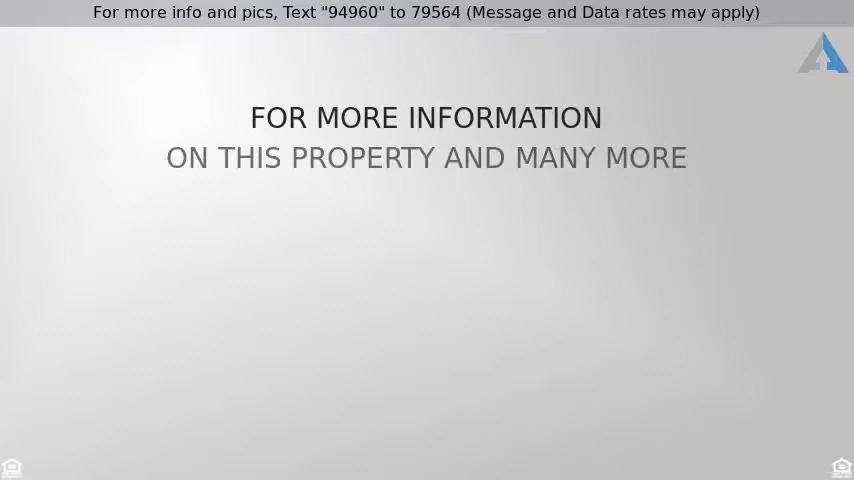 For more info and pics, Text "94960" to 79564 (Message and Data rates may apply)
FOR MORE INFORMATION
ON THIS PROPERTY AND MANY MORE